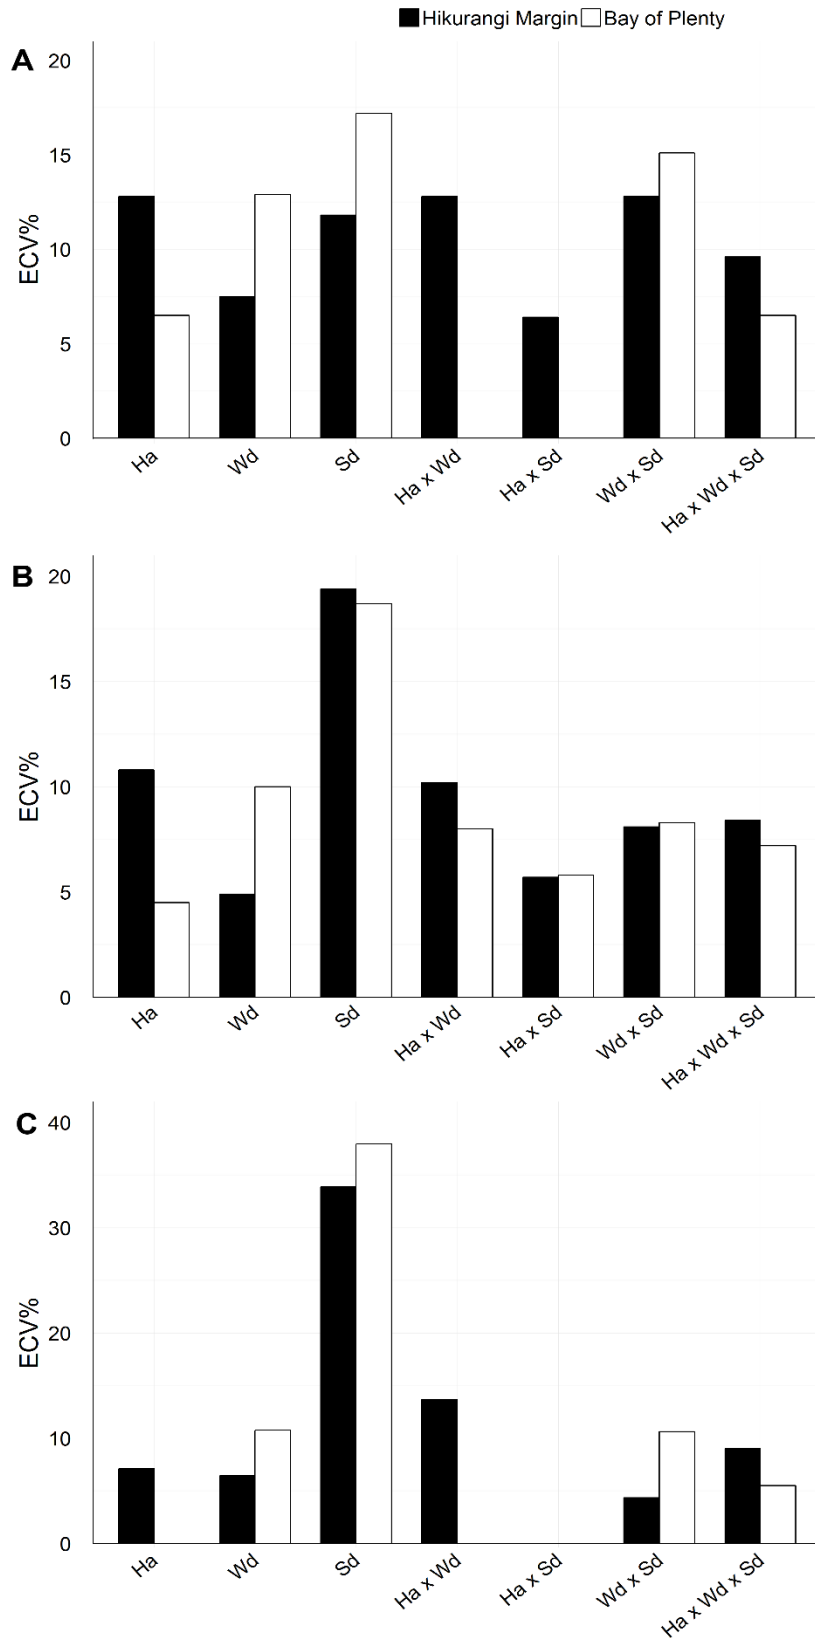 Hikurangi Margin Bay of Plenty
A
20
15
10
5
0
ECV%
Ha
Wd
Sd
Ha x Wd
Ha x Sd
Wd x Sd
Ha x Wd x Sd
B
20
15
10
5
0
ECV%
Ha
Wd
Sd
Ha x Wd
Ha x Sd
Wd x Sd
Ha x Wd x Sd
C
40
30
20
10
0
ECV%
Ha
Wd
Sd
Ha x Wd
Ha x Sd
Wd x Sd
Ha x Wd x Sd